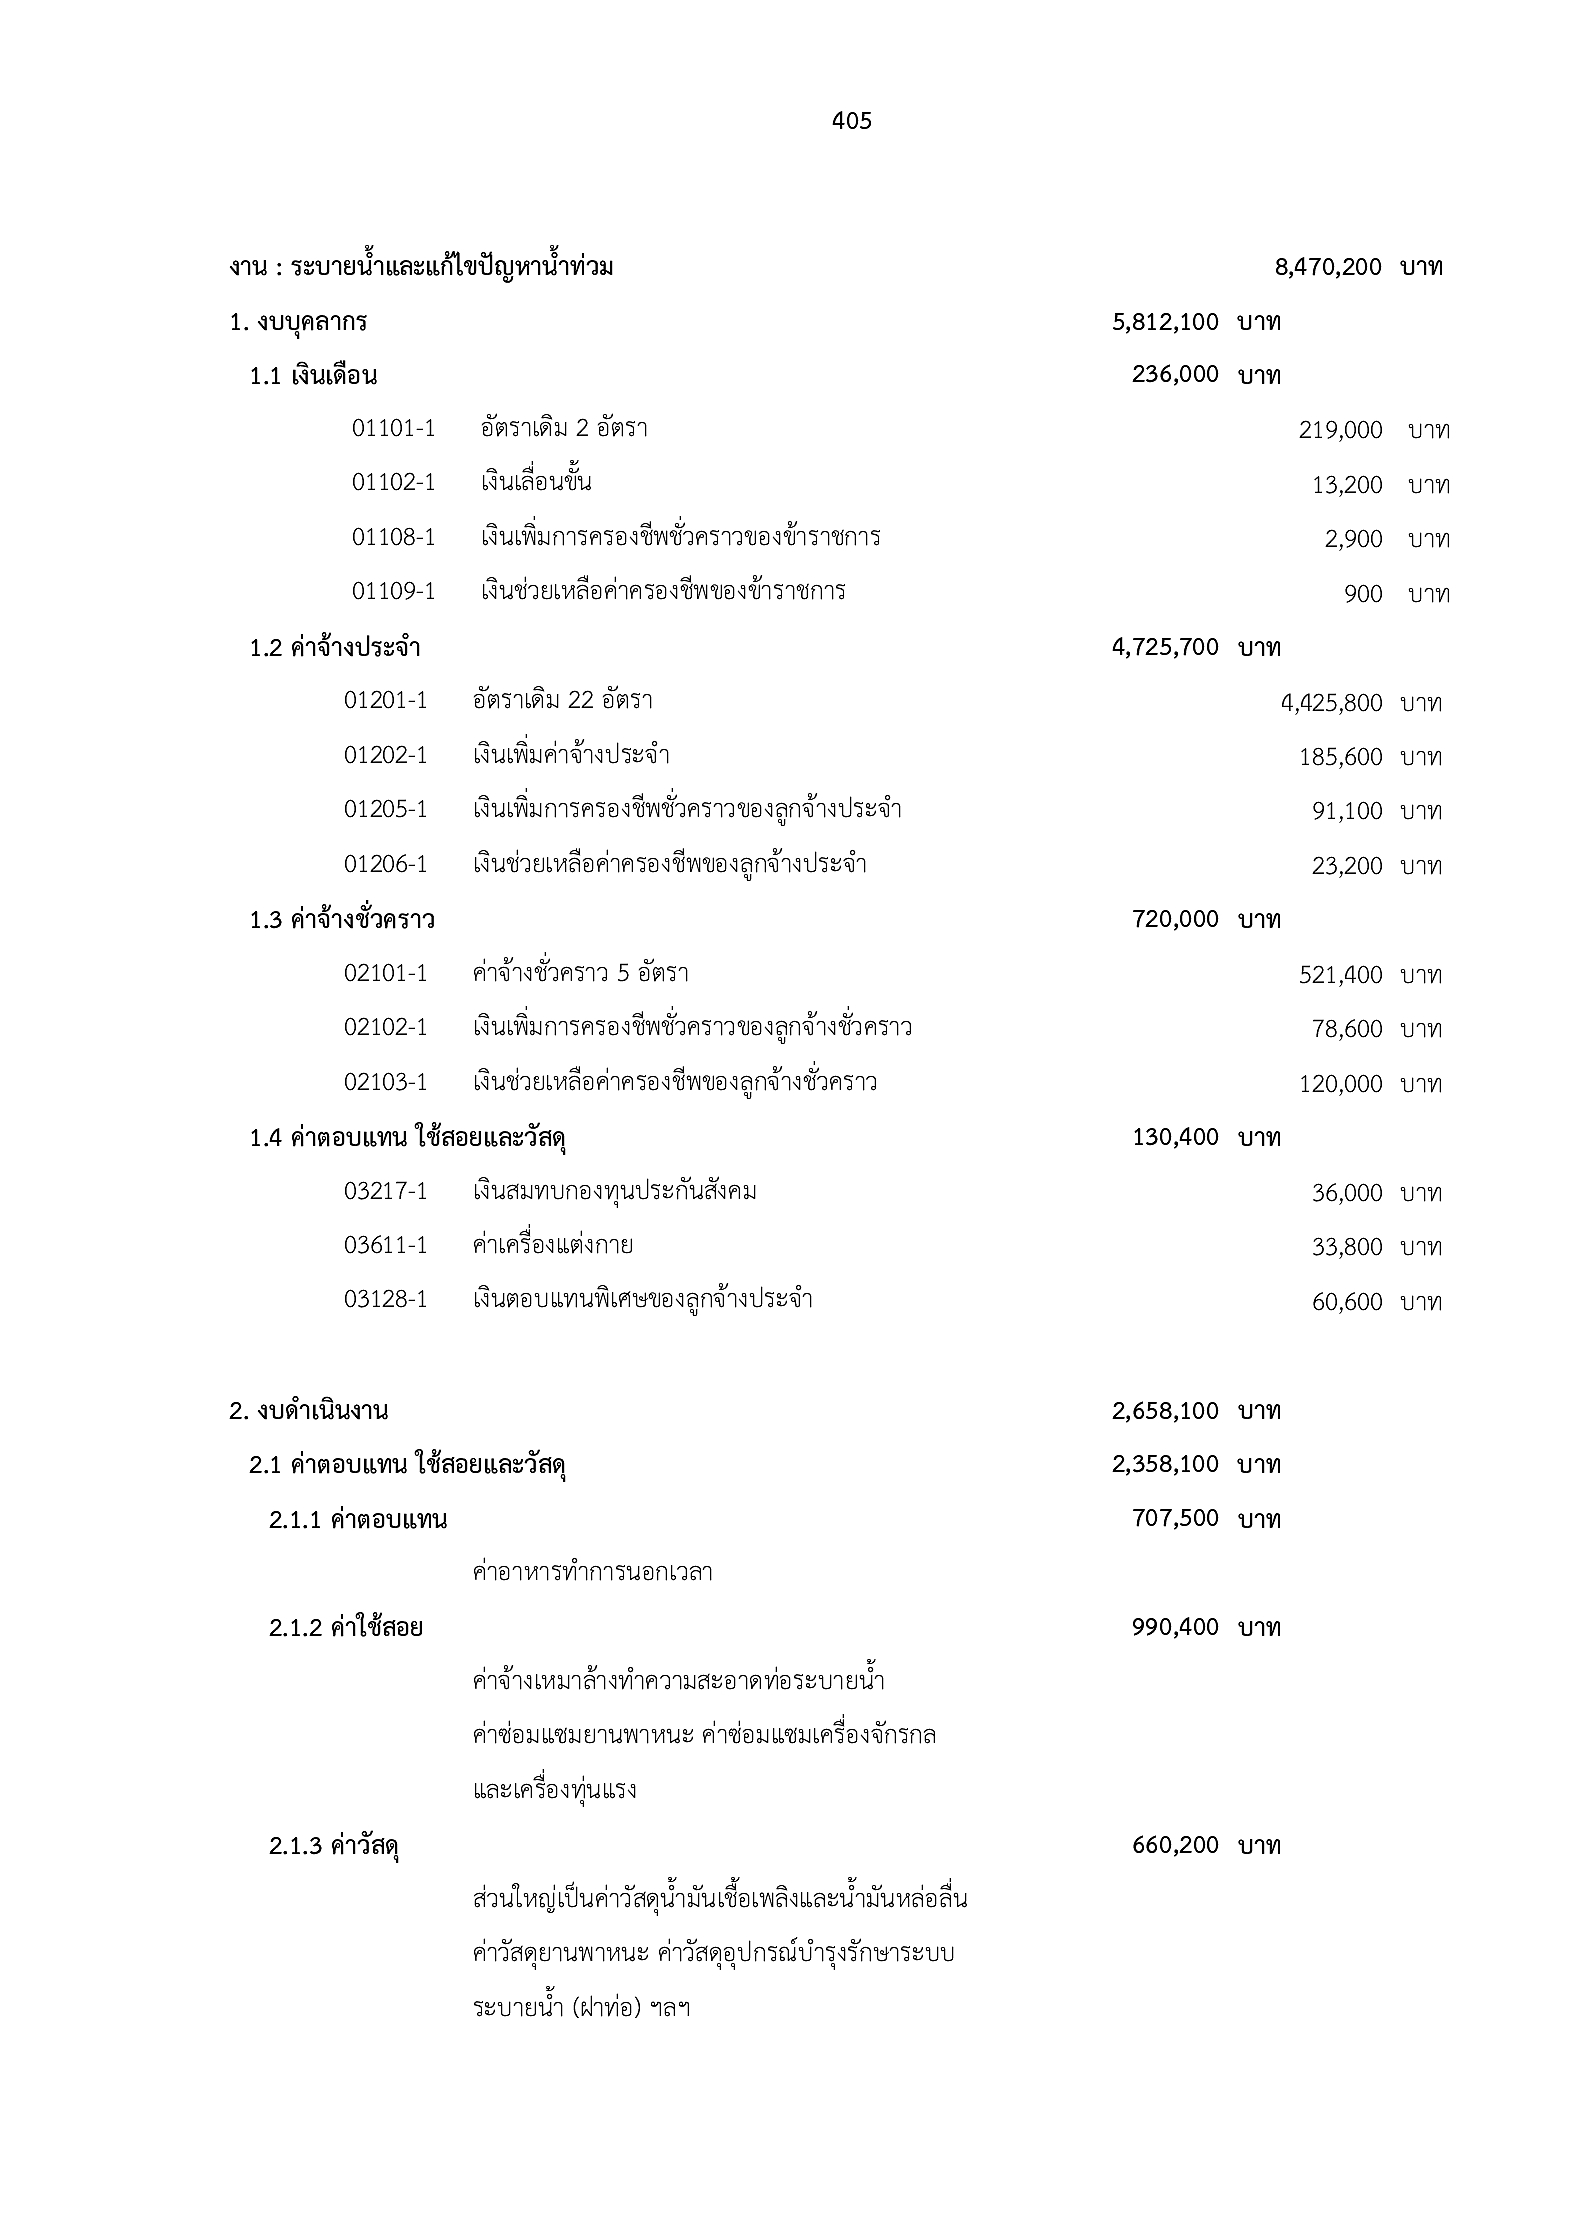 405
งาน : ระบายน้ำและแก้ไขปัญหาน้ำท่วม 8,470,200 บาท
1. งบบุคลากร 5,812,100 บาท
1.1 เงินเดือน 236,000 บาท
01101-1 อัตราเดิม 2 อัตรา 219,000 บาท
01102-1 เงินเลื่อนขั้น 13,200 บาท
01108-1 เงินเพิ่มการครองชีพชั่วคราวของข้าราชการ 2,900 บาท
01109-1 เงินช่วยเหลือค่าครองชีพของข้าราชการ 900 บาท
1.2 ค่าจ้างประจำ 4,725,700 บาท
01201-1 อัตราเดิม 22 อัตรา 4,425,800 บาท
01202-1 เงินเพิ่มค่าจ้างประจำ 185,600 บาท
01205-1 เงินเพิ่มการครองชีพชั่วคราวของลูกจ้างประจำ 91,100 บาท
01206-1 เงินช่วยเหลือค่าครองชีพของลูกจ้างประจำ 23,200 บาท
1.3 ค่าจ้างชั่วคราว 720,000 บาท
02101-1 ค่าจ้างชั่วคราว 5 อัตรา 521,400 บาท
02102-1 เงินเพิ่มการครองชีพชั่วคราวของลูกจ้างชั่วคราว 78,600 บาท
02103-1 เงินช่วยเหลือค่าครองชีพของลูกจ้างชั่วคราว 120,000 บาท
1.4 ค่าตอบแทน ใช้สอยและวัสดุ 130,400 บาท
03217-1 เงินสมทบกองทุนประกันสังคม 36,000 บาท
03611-1 ค่าเครื่องแต่งกาย 33,800 บาท
03128-1 เงินตอบแทนพิเศษของลูกจ้างประจำ 60,600 บาท
2. งบดำเนินงาน 2,658,100 บาท
2.1 ค่าตอบแทน ใช้สอยและวัสดุ 2,358,100 บาท
2.1.1 ค่าตอบแทน 707,500 บาท
ค่าอาหารทำการนอกเวลา
2.1.2 ค่าใช้สอย 990,400 บาท
ค่าจ้างเหมาล้างทำความสะอาดท่อระบายน้ำ
ค่าซ่อมแซมยานพาหนะ ค่าซ่อมแซมเครื่องจักรกล
และเครื่องทุ่นแรง
2.1.3 ค่าวัสดุ 660,200 บาท
ส่วนใหญ่เป็นค่าวัสดุน้ำมันเชื้อเพลิงและน้ำมันหล่อลื่น
ค่าวัสดุยานพาหนะ ค่าวัสดุอุปกรณ์บำรุงรักษาระบบ
ระบายน้ำ (ฝาท่อ) ฯลฯ